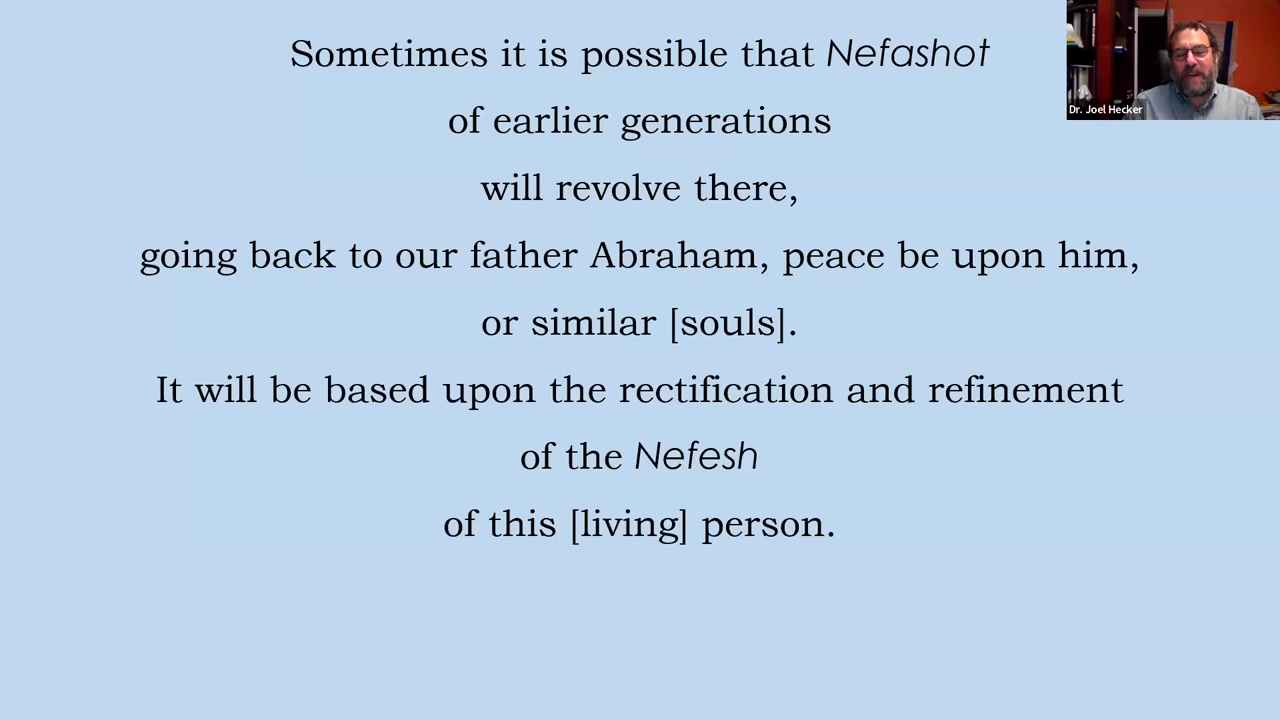 Sometimes it is possible that Nefashot
of earlier generations
will revolve there,
going back to our father Abraham, peace be upon him,
or similar [souls].
It will be based upon the rectification and refinement
of the Nefesh
of this [living] person.
Dr. Joel Hecker